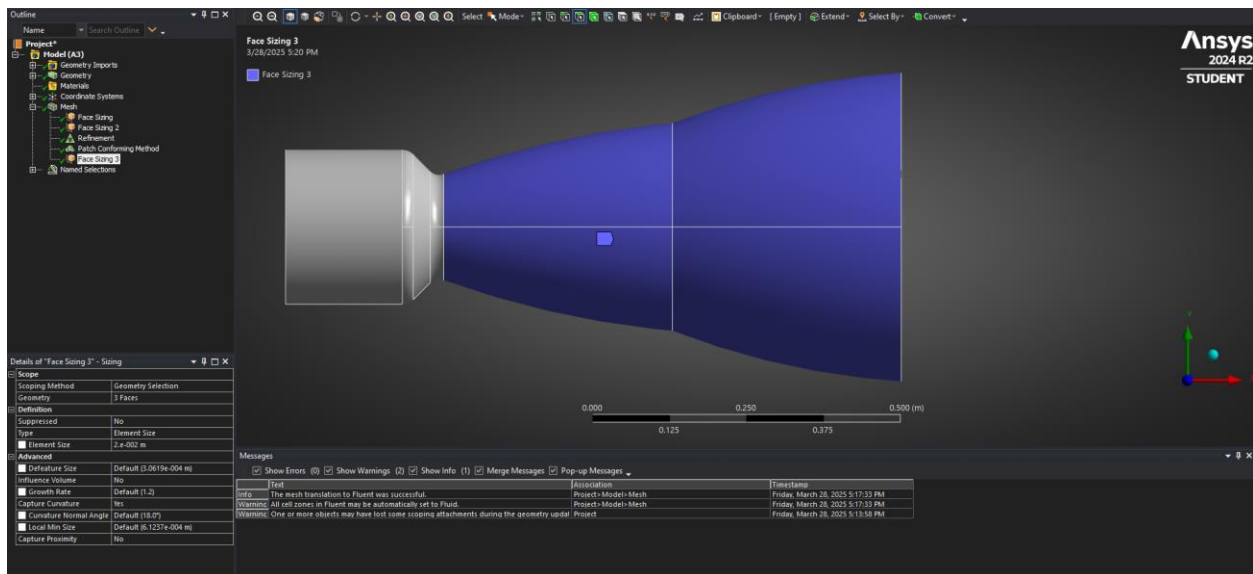 Outline
Name Search Outline
Project*
Model (A3)
Geometry Imports
Geometry
Materials
Coordinate Systems
Mesh
Face Sizing
Face Sizing 2
Refinement
Patch Conforming Method
Face Sizing 3
Named Selections
Select Mode Clipboard [Empty] Extend Select By Convert
Face Sizing 3
3/28/2025 5:20 PM
Face Sizing 3
Ansys
2024 R2
STUDENT
Y
0.000 0.250 0.500 (m)
0.125 0.375
Details of "Face Sizing 3" - Sizing
Scope
Scoping Method Geometry Selection
Geometry 3 Faces
Definition
Suppressed No
Type Element Size
Element Size 2.e-002 m
Advanced
Defeature Size Default (3.0619e-004 m)
Influence Volume No
Growth Rate Default (1.2)
Capture Curvature Yes
Curvature Normal Angle Default (18.0°)
Local Min Size Default (6.1237e-004 m)
Capture Proximity No
Messages
Show Errors (0) Show Warnings (2) Show Info (1) Merge Messages Pop-up Messages
Text Association Timestamp
Info The mesh translation to Fluent was successful. Project>Model>Mesh Friday, March 28, 2025 5:17:33 PM
Warning All cell zones in Fluent may be automatically set to Fluid. Project>Model>Mesh Friday, March 28, 2025 5:17:33 PM
Warning One or more objects may have lost some scoping attachments during the geometry updat Project Friday, March 28, 2025 5:13:58 PM